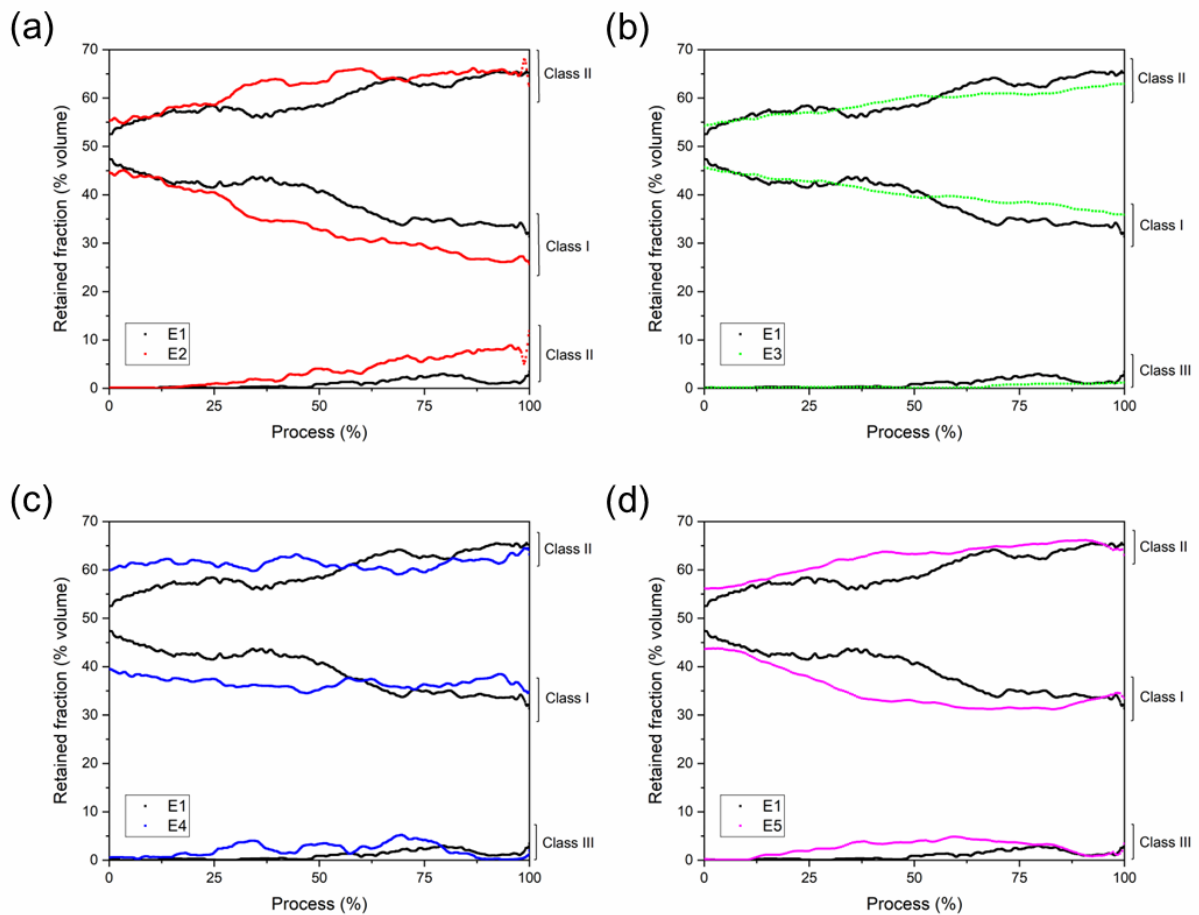 (a)
70
60
50
40
30
20
10
0
Retained fraction (% volume)
Class II
Class I
Class II
E1
E2
0 25 50 75 100
Process (%)
(b)
70
60
50
40
30
20
10
0
Retained fraction (% volume)
Class II
Class I
Class III
E1
E3
0 25 50 75 100
Process (%)
(c)
70
60
50
40
30
20
10
0
Retained fraction (% volume)
Class II
Class I
Class III
E1
E4
0 25 50 75 100
Process (%)
(d)
70
60
50
40
30
20
10
0
Retained fraction (% volume)
Class II
Class I
Class III
E1
E5
0 25 50 75 100
Process (%)